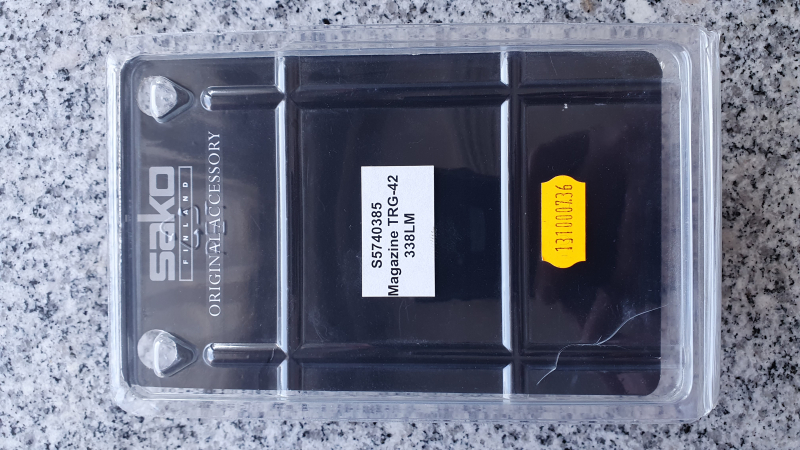 sako
FINLAND
ORIGINAL ACCESSORY
S5740385
Magazine TRG-42
338LM
131000236